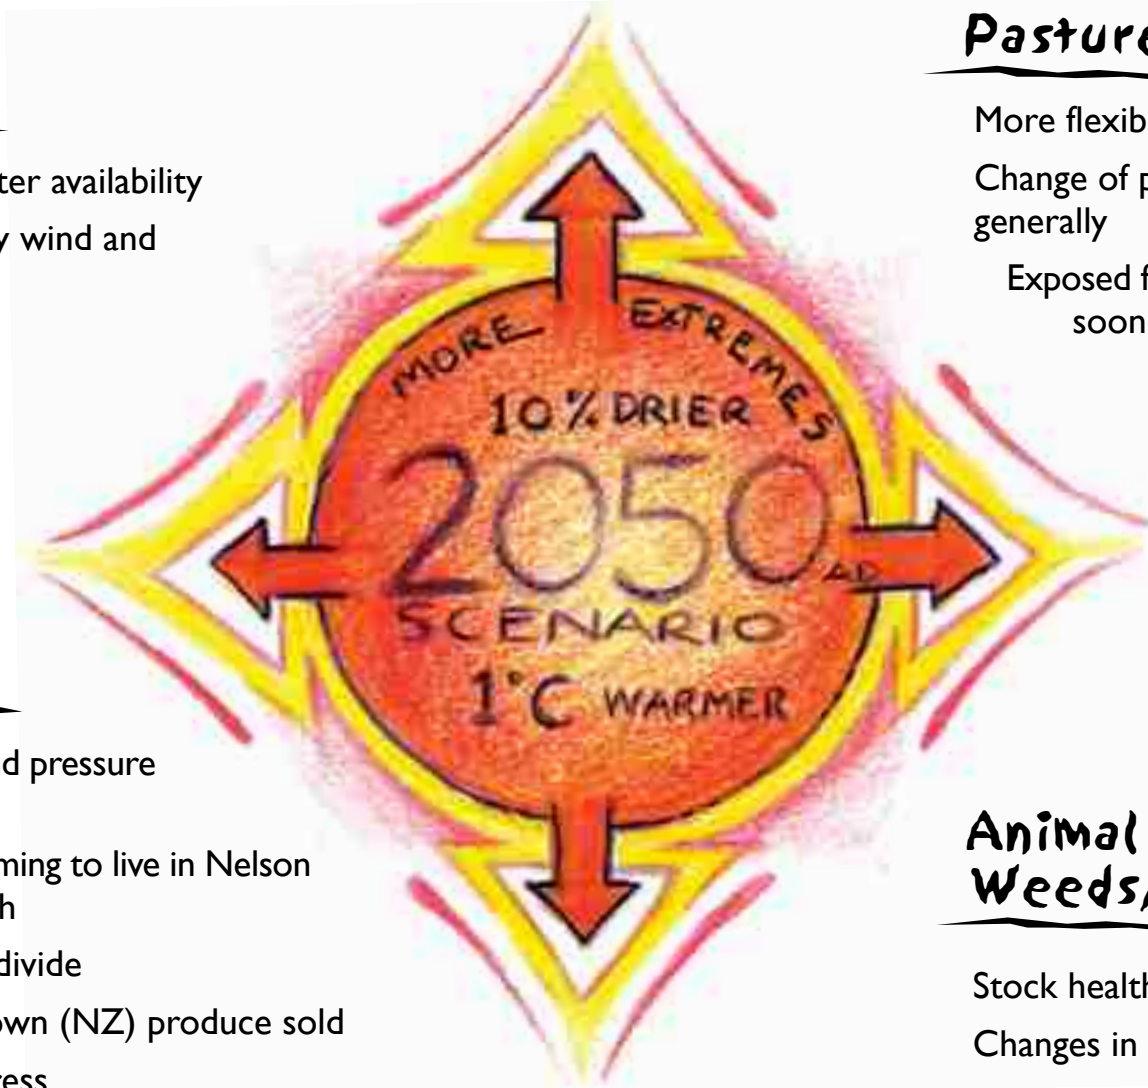 ter availability
y wind and
d pressure
ming to live in Nelson
h
divide
own (NZ) produce sold
ress
MORE EXTREMES
10% DRIER
2050 AD
SCENARIO
1°C WARMER
Pasture
More flexib
Change of p
generally
Exposed f
soon
Animal
Weeds,
Stock health
Changes in